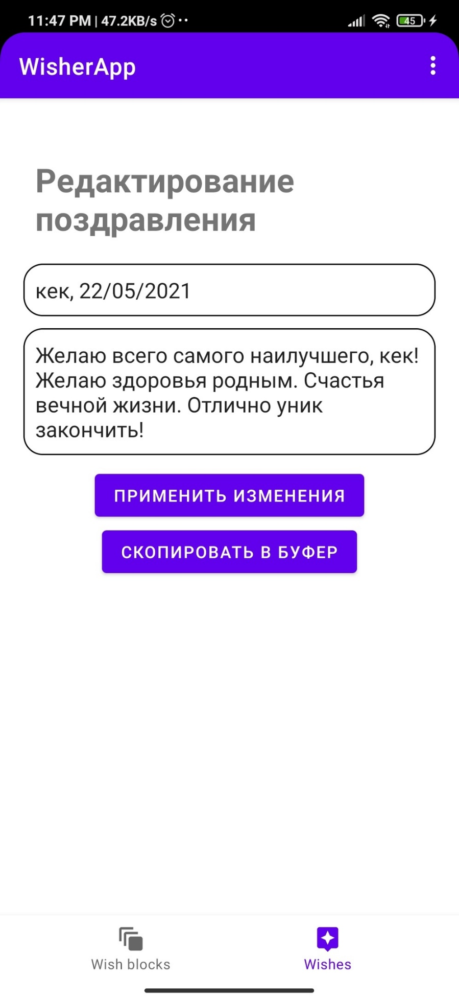 11:47 PM | 47.2KB/s
45
WisherApp
Редактирование
поздравления
кек, 22/05/2021
Желаю всего самого наилучшего, кек!
Желаю здоровья родным. Счастья
вечной жизни. Отлично уник
закончить!
ПРИМЕНИТЬ ИЗМЕНЕНИЯ
СКОПИРОВАТЬ В БУФЕР
Wish blocks
Wishes